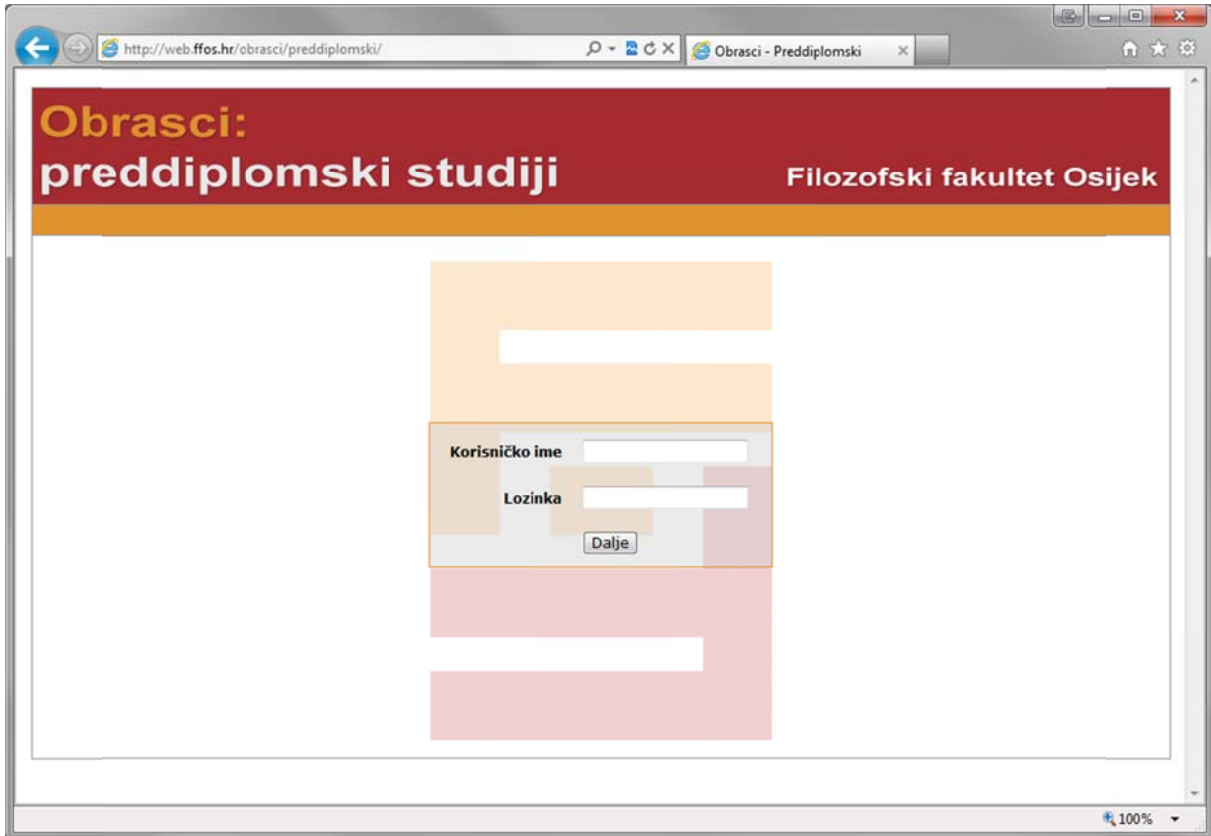 http://web.ffos.hr/obrasci/preddiplomski/
Obrasci - Preddiplomski
Obrasci:
preddiplomski studiji
Filozofski fakultet Osijek
Korisničko ime
Lozinka
Dalje
100%